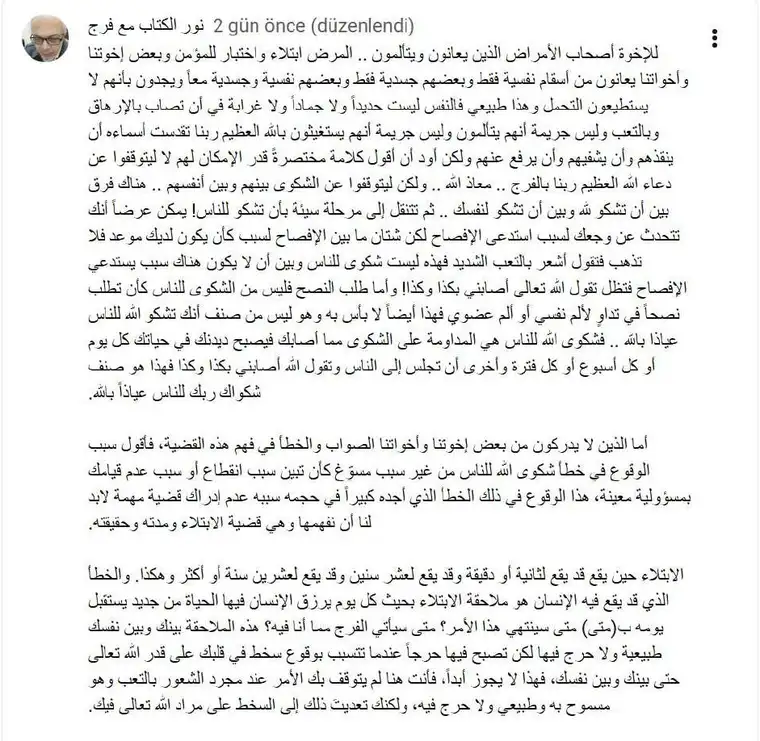 نور الكتاب مع فرج 2 gün önce (düzenlendi)
للإخوة أصحاب الأمراض الذين يعانون ويتألمون .. المرض ابتلاء واختبار للمؤمن وبعض إخوتنا
وأخواتنا يعانون من أسقام نفسية فقط وبعضهم جسدية فقط وبعضهم نفسية وجسدية معاً ويجدون بأنهم لا
يستطيعون التحمل وهذا طبيعي فالنفس ليست حديداً ولا جماداً ولا غرابة في أن تصاب بالإرهاق
وبالتعب وليس جريمة أنهم يتألمون وليس جريمة أنهم يستغيثون بالله العظيم ربنا تقدست أسماءه أن
ينقذهم وأن يشفيهم وأن يرفع عنهم ولكن أود أن أقول كلامة مختصرةً قدر الإمكان لهم لا ليتوقفوا عن
دعاء الله العظيم ربنا بالفرج .. معاذ الله .. ولكن ليتوقفوا عن الشكوى بينهم وبين أنفسهم .. هناك فرق
بين أن تشكو لله وبين أن تشكو لنفسك .. ثم تتنقل إلى مرحلة سيئة بأن تشكو للناس! يمكن عرضاً أنك
تتحدث عن وجعك لسبب استدعى الإفصاح لكن شتان ما بين الإفصاح لسبب كأن يكون لديك موعد فلا
تذهب فتقول أشعر بالتعب الشديد فهذه ليست شكوى للناس وبين أن لا يكون هناك سبب يستدعي
الإفصاح فتظل تقول الله تعالى أصابني بكذا وكذا! وأما طلب النصح فليس من الشكوى للناس كأن تطلب
نصحاً في تداوٍ لألم نفسي أو ألم عضوي فهذا أيضاً لا بأس به وهو ليس من صنف أنك تشكو الله للناس
عياذا بالله .. فشكوى الله للناس هي المداومة على الشكوى مما أصابك فيصبح ديدنك في حياتك كل يوم
أو كل أسبوع أو كل فترة وأخرى أن تجلس إلى الناس وتقول الله أصابني بكذا وكذا فهذا هو صنف
شكواك ربك للناس عياذاً بالله.
أما الذين لا يدركون من بعض إخوتنا وأخواتنا الصواب والخطأ في فهم هذه القضية، فأقول سبب
الوقوع في خطأ شكوى الله للناس من غير سبب مسوّغ كأن تبين سبب انقطاع أو سبب عدم قيامك
بمسؤولية معينة، هذا الوقوع في ذلك الخطأ الذي أجده كبيراً في حجمه سببه عدم إدراك قضية مهمة لابد
لنا أن نفهمها وهي قضية الابتلاء ومدته وحقيقته.
الابتلاء حين يقع قد يقع لثانية أو دقيقة وقد يقع لعشر سنين وقد يقع لعشرين سنة أو أكثر وهكذا. والخطأ
الذي قد يقع فيه الإنسان هو ملاحقة الابتلاء بحيث كل يوم يرزق الإنسان فيها الحياة من جديد يستقبل
يومه ب(متى) متى سينتهي هذا الأمر؟ متى سيأتي الفرج مما أنا فيه؟ هذه الملاحقة بينك وبين نفسك
طبيعية ولا حرج فيها لكن تصبح فيها حرجاً عندما تتسبب بوقوع سخط في قلبك على قدر الله تعالى
حتى بينك وبين نفسك، فهذا لا يجوز أبداً، فأنت هنا لم يتوقف بك الأمر عند مجرد الشعور بالتعب وهو
مسموح به وطبيعي ولا حرج فيه، ولكنك تعديتَ ذلك إلى السخط على مراد الله تعالى فيك.